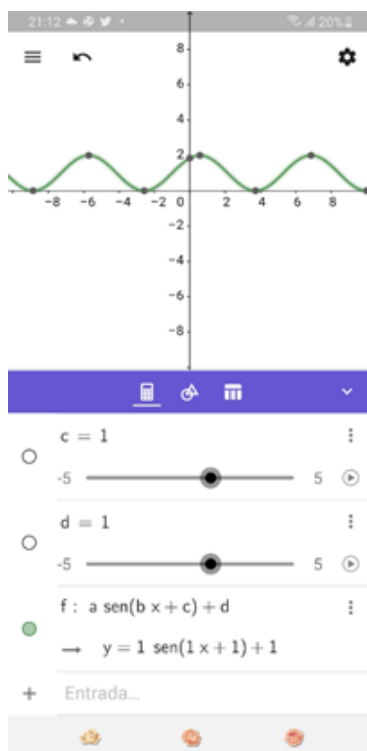 21:12 20%
8
6
4
2
-8 -6 -4 -2 0 2 4 6 8
-2
-4
-6
-8
c = 1
-5 5
d = 1
-5 5
f : a sen(b x + c) + d
→ y = 1 sen(1 x + 1) + 1
+ Entrada...